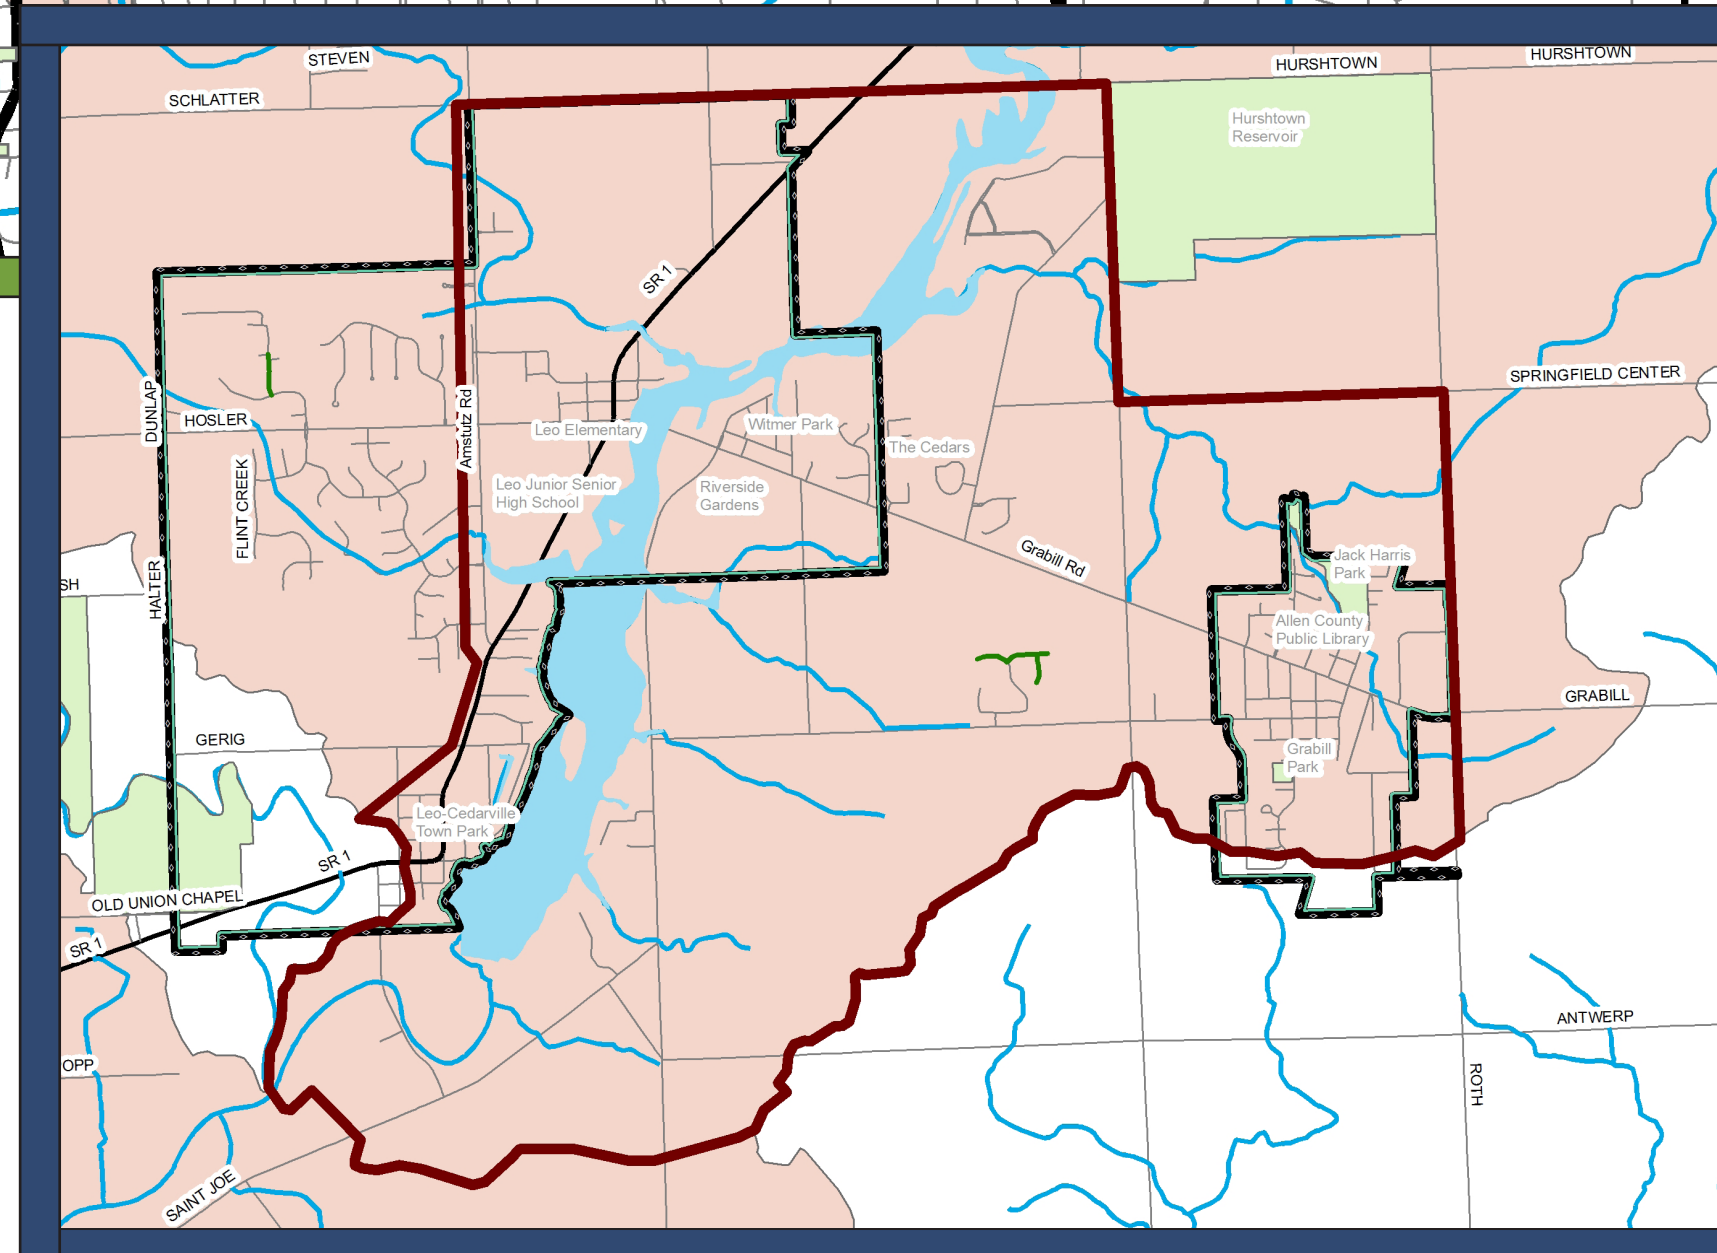 STEVEN
HURSHTOWN
HURSHTOWN
SCHLATTER
Hurshtown
Reservoir
SR 1
SPRINGFIELD CENTER
DUNLAP
HOSLER
Amstutz Rd
Leo Elementary
Witmer Park
The Cedars
FLINT CREEK
Leo Junior Senior
High School
Riverside
Gardens
Grabill Rd
Jack Harris
Park
SH
HALTER
Allen County
Public Library
GRABILL
GERIG
Grabill
Park
Leo-Cedarville
Town Park
SR 1
OLD UNION CHAPEL
SR 1
ANTWERP
OPP
ROTH
SAINT JOE